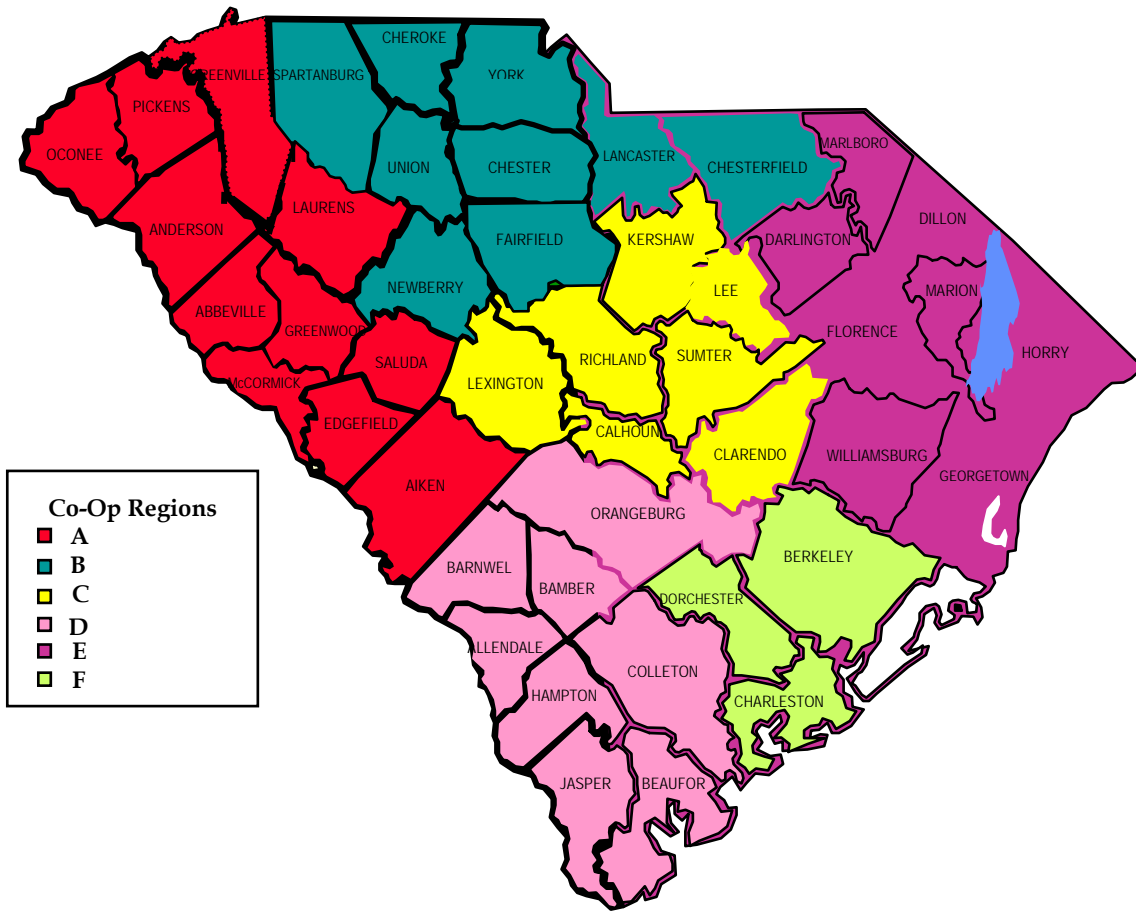 CHEROKE
GREENVILLE
SPARTANBURG
YORK
PICKENS
OCONEE
UNION
CHESTER
LANCASTER
CHESTERFIELD
MARLBORO
LAURENS
ANDERSON
FAIRFIELD
KERSHAW
DARLINGTON
DILLON
NEWBERRY
LEE
MARION
ABBEVILLE
GREENWOOD
FLORENCE
HORRY
SALUDA
RICHLAND
SUMTER
McCORMICK
LEXINGTON
EDGEFIELD
CALHOUN
CLARENDO
WILLIAMSBURG
GEORGETOWN
AIKEN
ORANGEBURG
BERKELEY
BARNWEL
BAMBER
DORCHESTER
ALLENDALE
COLLETON
HAMPTON
CHARLESTON
JASPER
BEAUFOR
Co-Op Regions
A
B
C
D
E
F